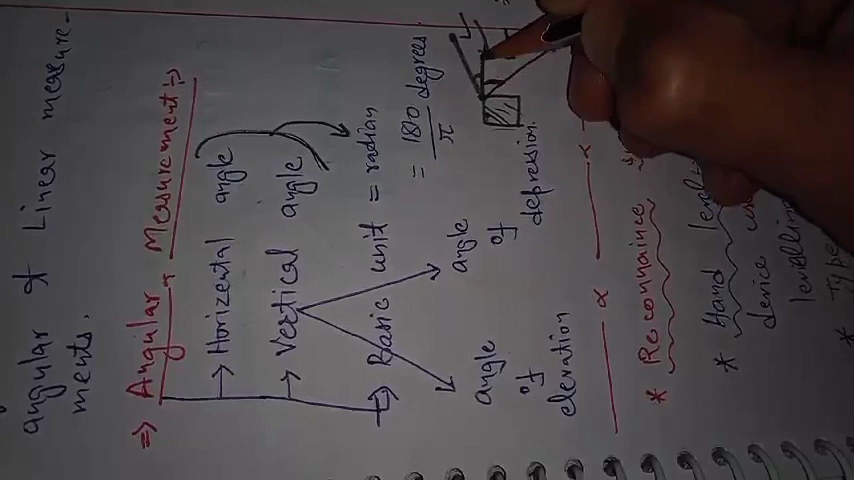 angular & Linear measure-
ments.
=> Angular Measurement :->
→ Horizental angle
→ Vertical angle
→ Basic unit = radian
= 180/π degrees.
angle of elevation
angle of depression.
* Reconnaince
* Hand level
device
levelling
* Type